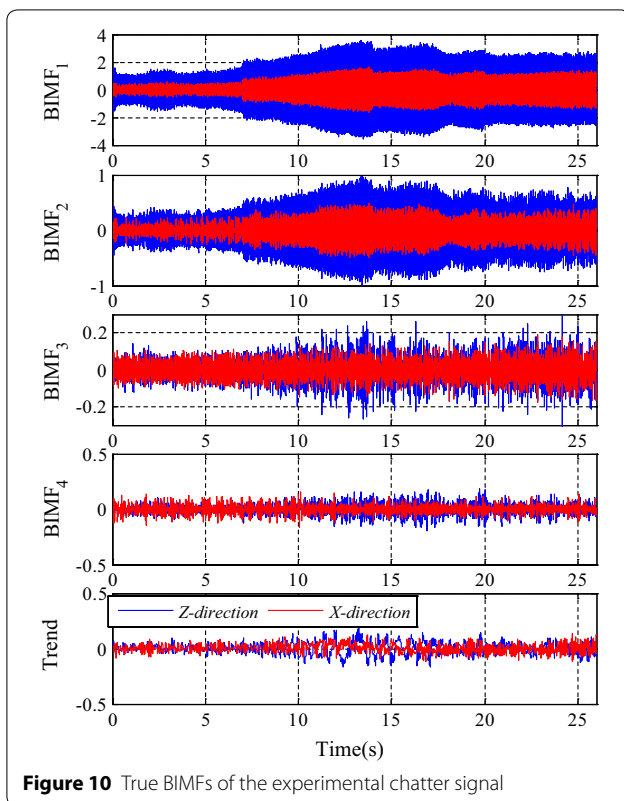 4
2
0
-2
-4
BIMF1
0 5 10 15 20 25
1
0
-1
BIMF2
0 5 10 15 20 25
0.2
0
-0.2
BIMF3
0 5 10 15 20 25
0.5
0
-0.5
BIMF4
0 5 10 15 20 25
0.5
0
-0.5
Trend
Z-direction X-direction
0 5 10 15 20 25
Time(s)
Figure 10 True BIMFs of the experimental chatter signal